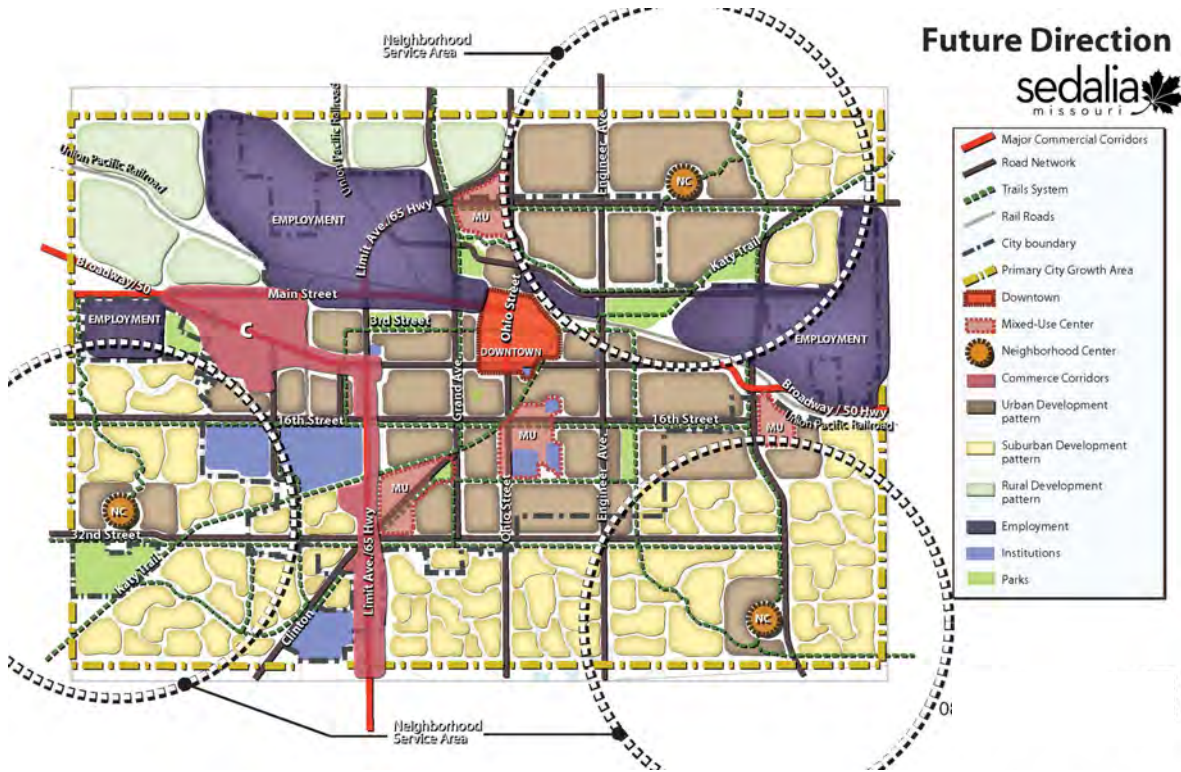 Future Direction
sedalia
missouri
Neighborhood
Service Area
Major Commercial Corridors
Road Network
Trails System
Rail Roads
City boundary
Primary City Growth Area
Downtown
Mixed-Use Center
Neighborhood Center
Commerce Corridors
Urban Development
pattern
Suburban Development
pattern
Rural Development
pattern
Employment
Institutions
Parks
Union Pacific Railroad
Union Pacific Railroad
Engineer Ave.
NC
MU
EMPLOYMENT
Limit Ave./65 Hwy
Katy Trail
Broadway/50
Main Street
EMPLOYMENT
C
3rd Street
Ohio Street
DOWNTOWN
EMPLOYMENT
Grand Ave.
Broadway / 50 Hwy
Union Pacific Railroad
16th Street
16th Street
MU
MU
MU
NC
32nd Street
Limit Ave./65 Hwy
Ohio Street
Engineer Ave.
Katy Trail
Clinton
NC
Neighborhood
Service Area